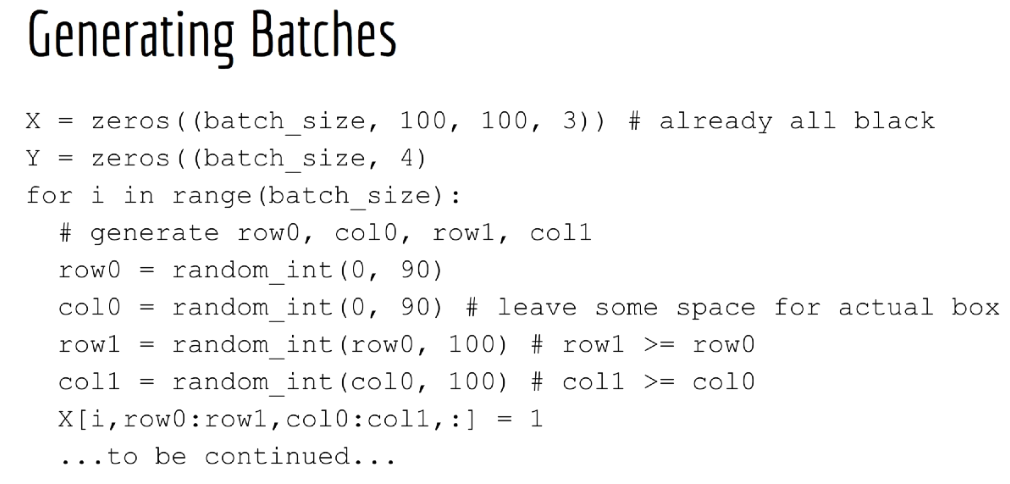 Generating Batches
X = zeros((batch_size, 100, 100, 3)) # already all black
Y = zeros((batch_size, 4)
for i in range(batch_size):
# generate row0, col0, row1, col1
row0 = random_int(0, 90)
col0 = random_int(0, 90) # leave some space for actual box
row1 = random_int(row0, 100) # row1 >= row0
col1 = random_int(col0, 100) # col1 >= col0
X[i,row0:row1,col0:col1,:] = 1
...to be continued...